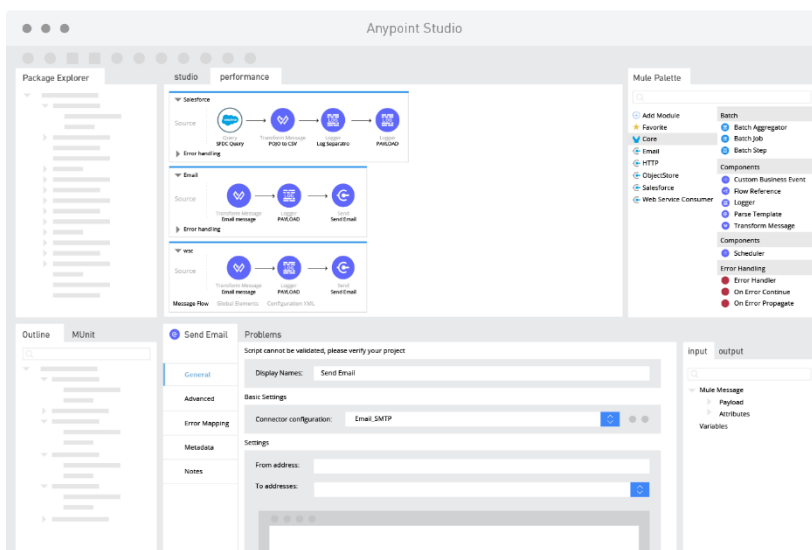 Anypoint Studio
Package Explorer
studio performance
Salesforce
Source
Query
SFDC Query
Transform Message
POJO to CSV
Logger
Log Separatro
Logger
PAYLOAD
Error handling
Email
Transform Message
Email message
Logger
PAYLOAD
Send
Send Email
Error handling
wsc
Source
Transform Message
Email message
Logger
PAYLOAD
Send
Send Email
Message Flow Global Elements Configuration XML
Mule Palette
Add Module
Favorite
Core
Email
HTTP
ObjectStore
Salesforce
Web Service Consumer
Batch
Batch Aggregator
Batch Job
Batch Step
Components
Custom Business Event
Flow Reference
Logger
Parse Template
Transform Message
Components
Scheduler
Error Handling
Error Handler
On Error Continue
On Error Propagate
Outline MUnit
Send Email Problems
General
Advanced
Error Mapping
Metadata
Notes
Script cannot be validated, please verify your project
Display Names: Send Email
Basic Settings
Connector configuration: Email_SMTP
Settings
From address:
To addresses:
input output
Mule Message
Payload
Attributes
Variables